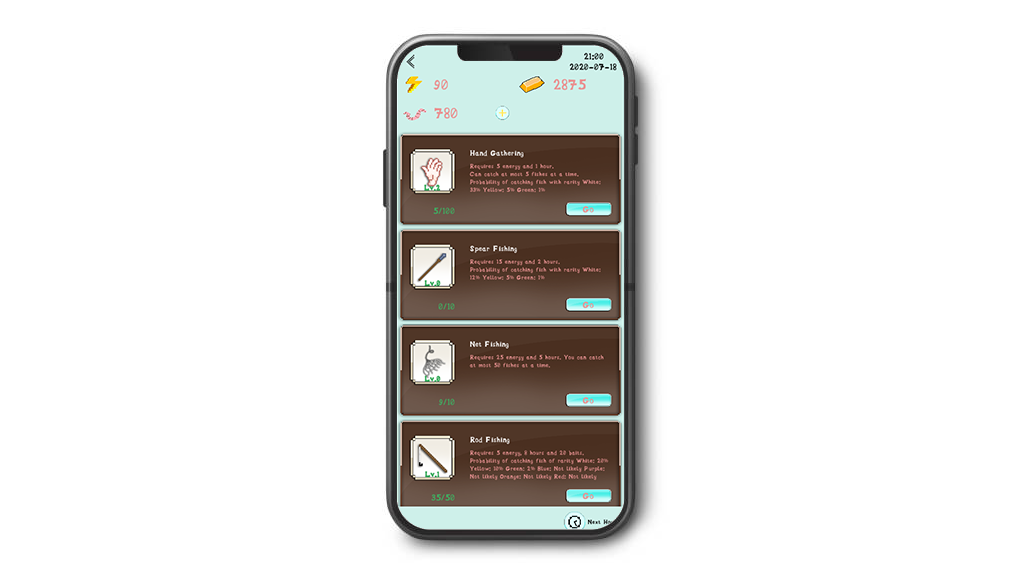 21:00
2020-07-18
90
2875
780
Hand Gathering
Requires 5 energy and 1 hour.
Can catch at most 5 fishes at a time.
Probability of catching fish with rarity White:
33% Yellow: 5% Green: 1%
Lv.2
5/100
Go
Spear Fishing
Requires 15 energy and 2 hours.
Probability of catching fish with rarity White:
12% Yellow: 5% Green: 1%
Lv.0
0/10
Go
Net Fishing
Requires 25 energy and 5 hours. You can catch
at most 50 fishes at a time.
Lv.0
9/10
Go
Rod Fishing
Requires 5 energy, 8 hours and 20 baits.
Probability of catching fish of rarity White: 20%
Yellow: 10% Green: 2% Blue: Not likely Purple:
Not likely Orange: Not likely Red: Not likely
Lv.1
35/50
Go
Next Hou